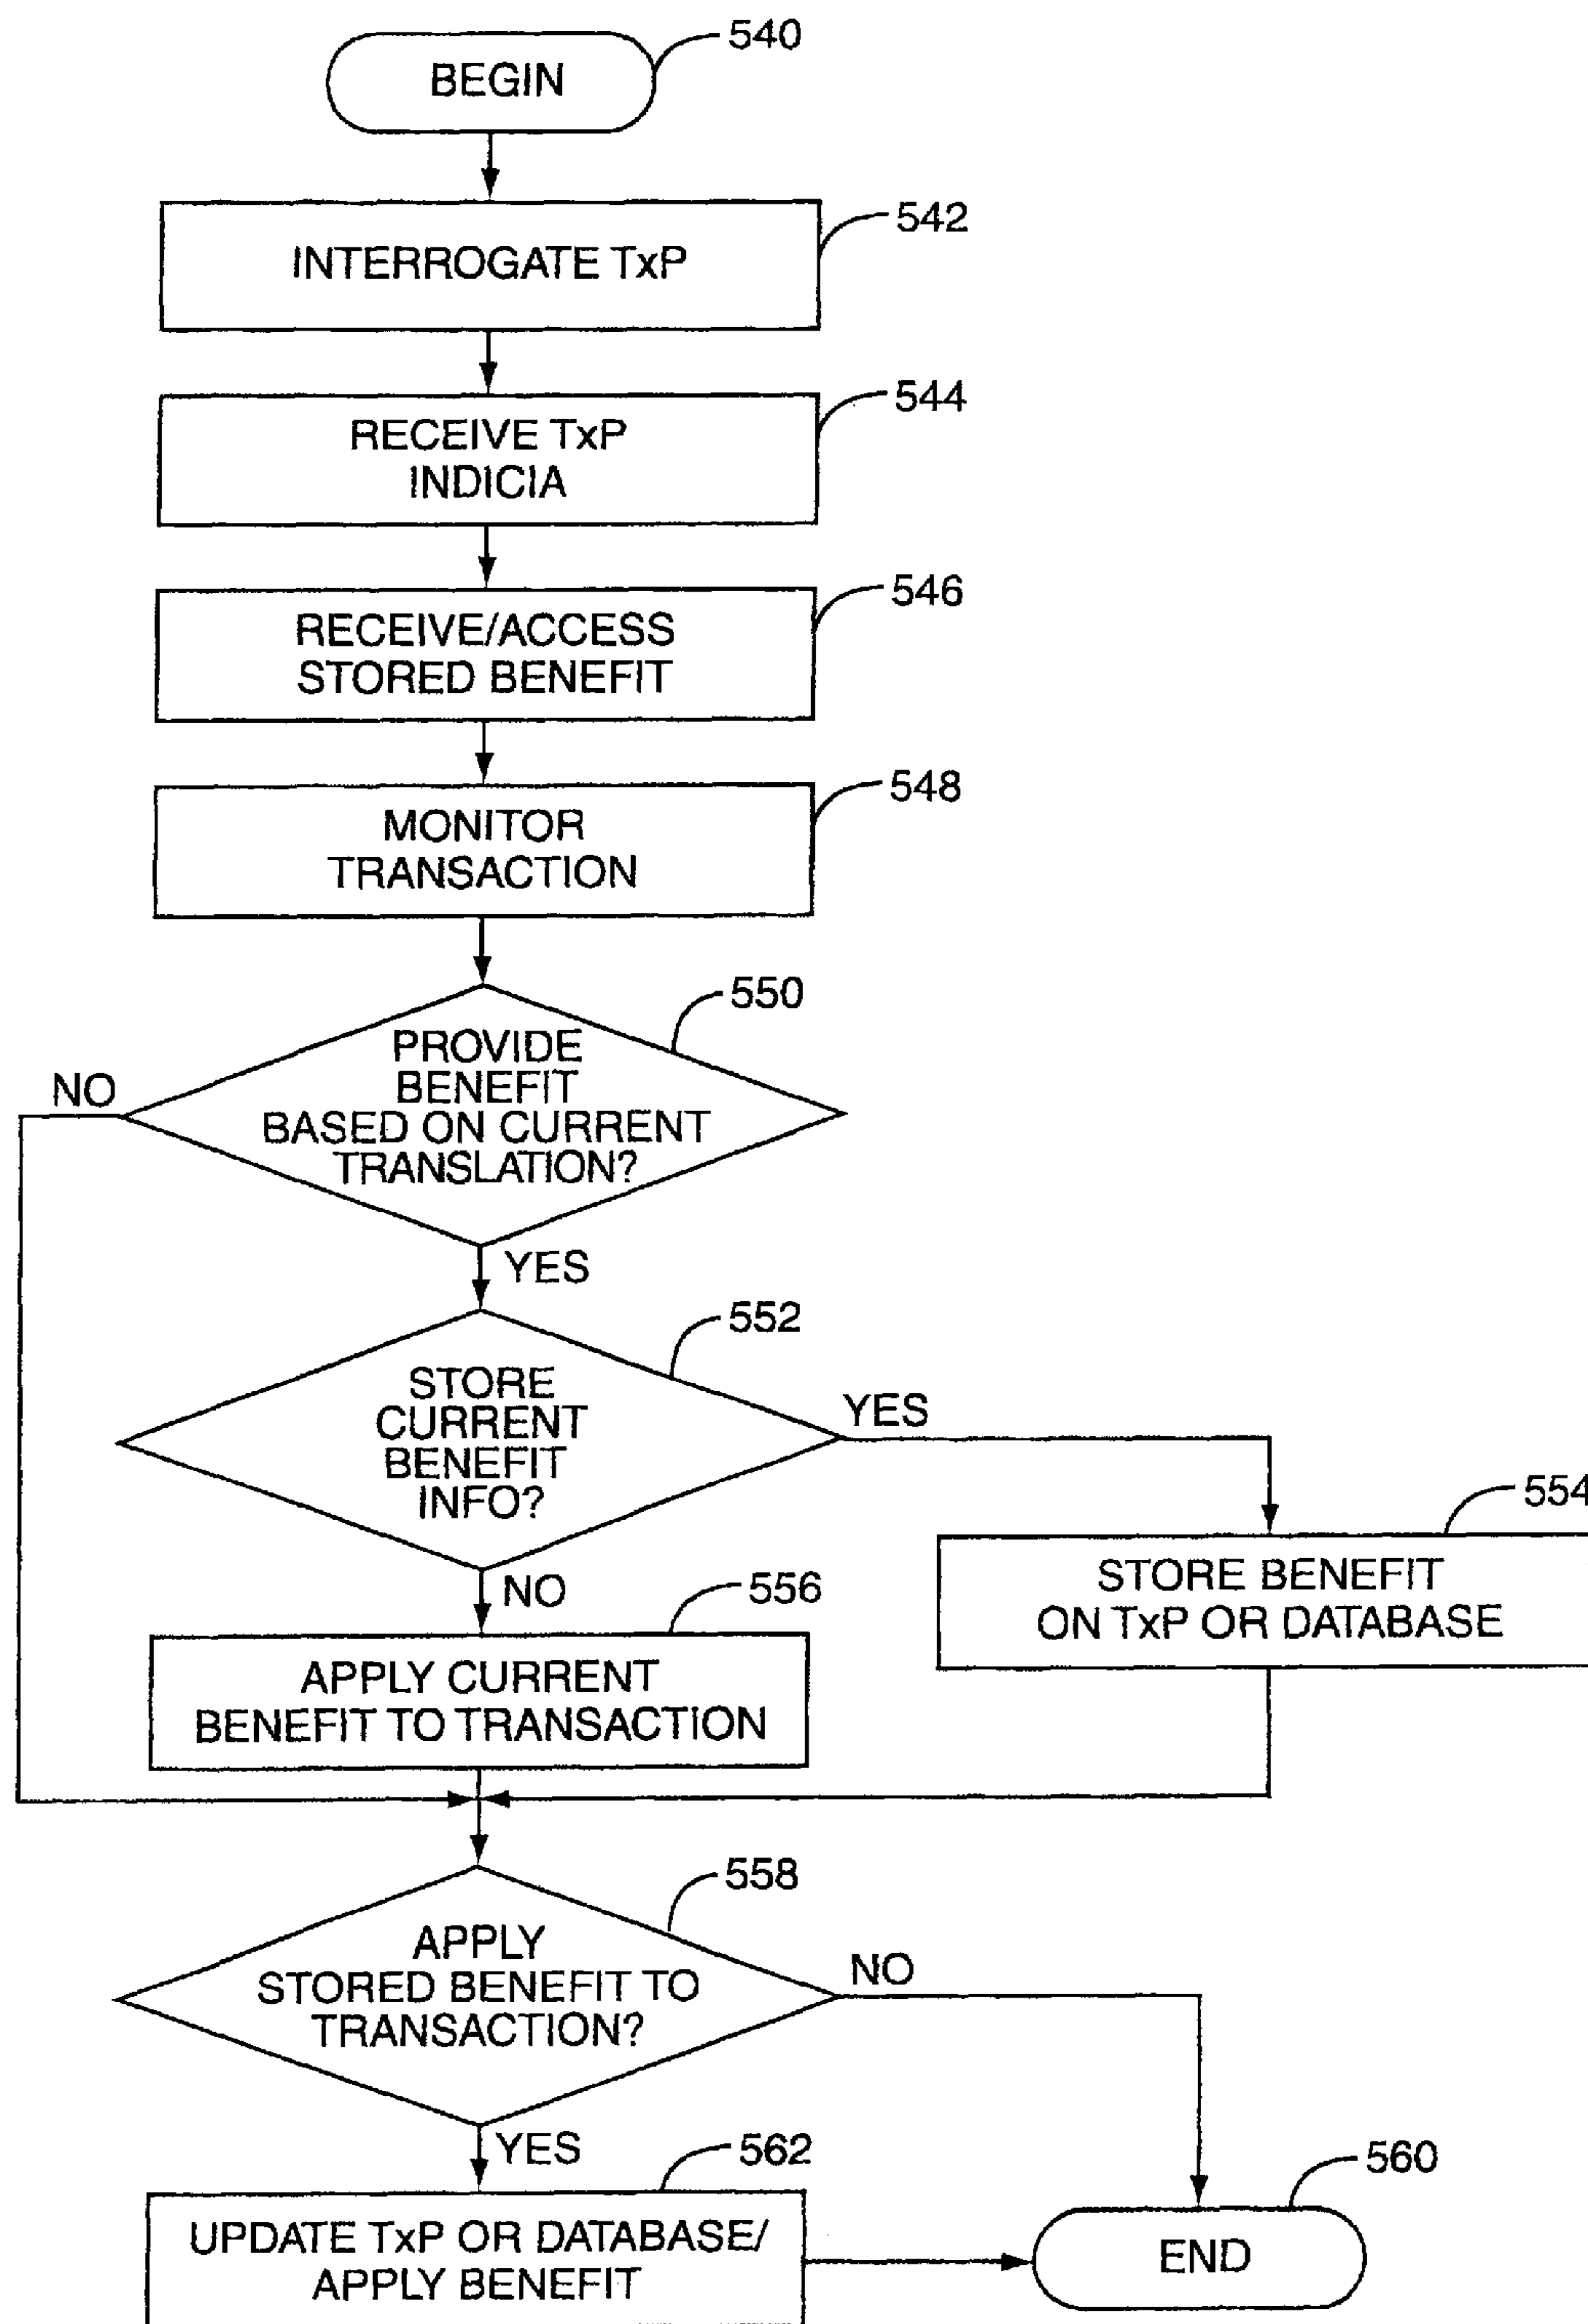 540
BEGIN
542
INTERROGATE TxP
544
RECEIVE TxP
INDICIA
546
RECEIVE/ACCESS
STORED BENEFIT
548
MONITOR
TRANSACTION
550
PROVIDE
BENEFIT
BASED ON CURRENT
TRANSLATION?
NO
YES
552
STORE
CURRENT
BENEFIT
INFO?
YES
554
STORE BENEFIT
ON TxP OR DATABASE
NO
556
APPLY CURRENT
BENEFIT TO TRANSACTION
558
APPLY
STORED BENEFIT TO
TRANSACTION?
NO
YES
562
UPDATE TxP OR DATABASE/
APPLY BENEFIT
560
END